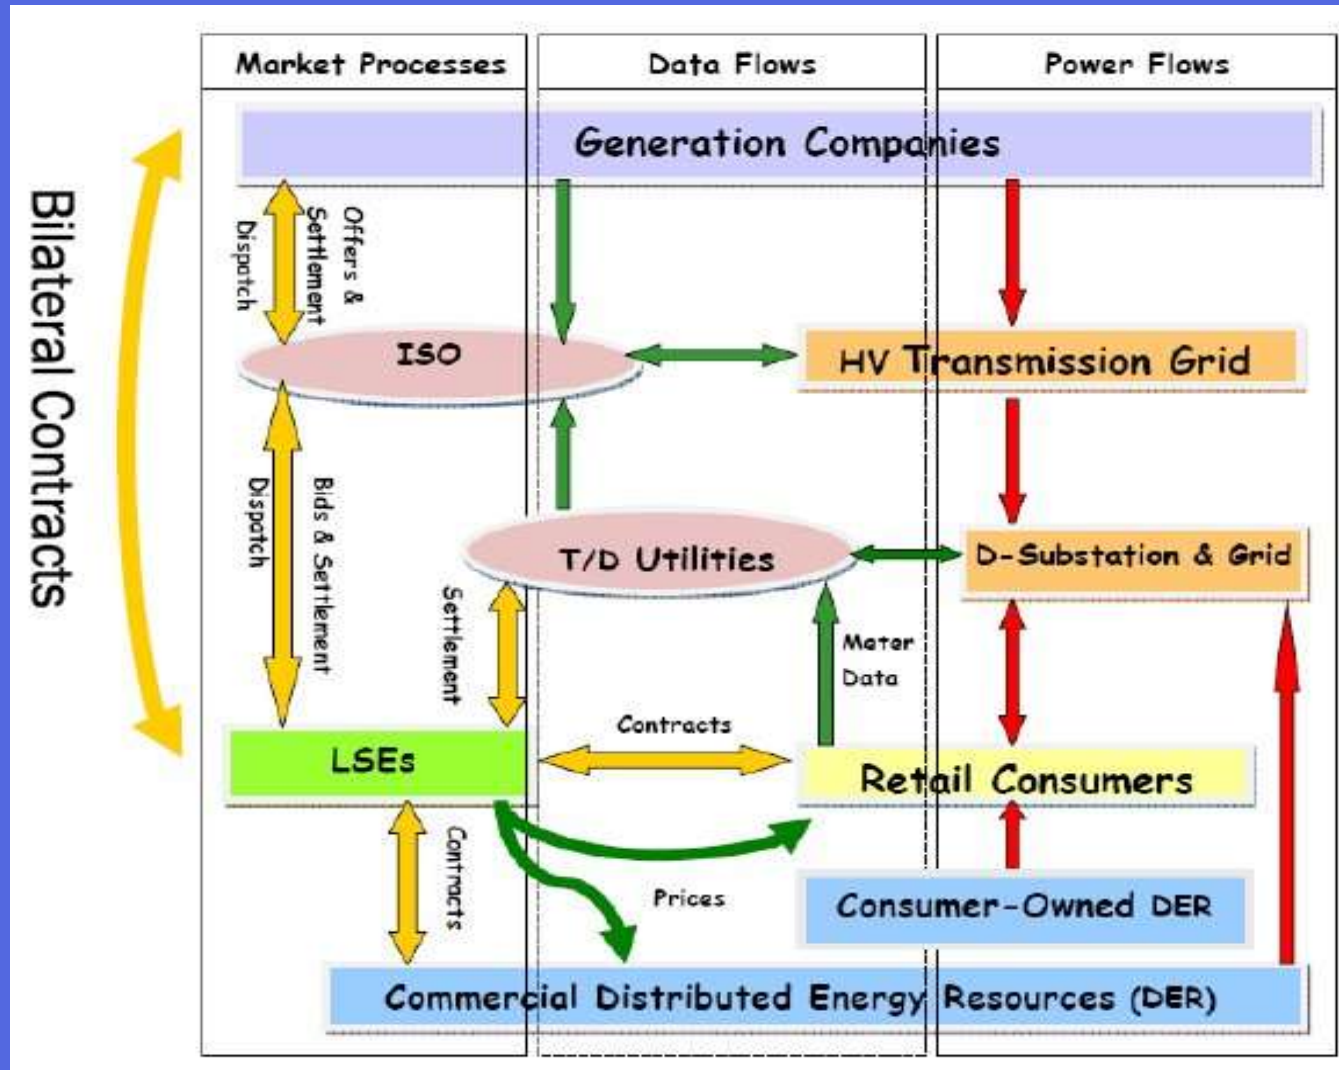 Market Processes
Data Flows
Power Flows
Bilateral Contracts
Generation Companies
Offers &
Settlement
Dispatch
ISO
HV Transmission Grid
Bids & Settlement
Dispatch
T/D Utilities
D-Substation & Grid
Settlement
Meter
Data
Contracts
LSEs
Retail Consumers
Contracts
Prices
Consumer-Owned DER
Commercial Distributed Energy Resources (DER)